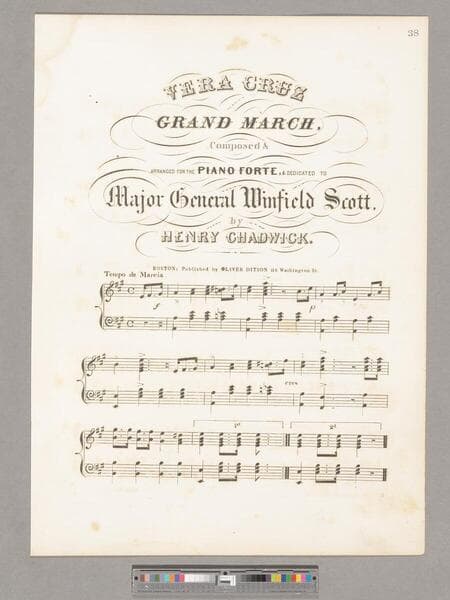 38
VERA CRUZ
GRAND MARCH.
Composed &
ARRANGED FOR THE PIANO FORTE, & DEDICATED TO
Major General Winfield Scott.
by
HENRY CHADWICK.
BOSTON: Published by OLIVER DITSON 115 Washington St.
Tempo de Marcia
f
p
cres
1º
2º